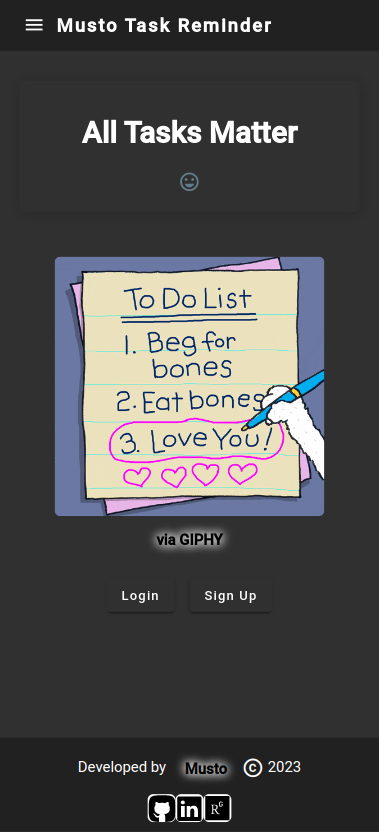 Musto Task Reminder
All Tasks Matter
To Do List
1. Beg for
bones
2. Eat bones
3. Love You!
via GIPHY
Login Sign Up
Developed by Musto © 2023
in RG